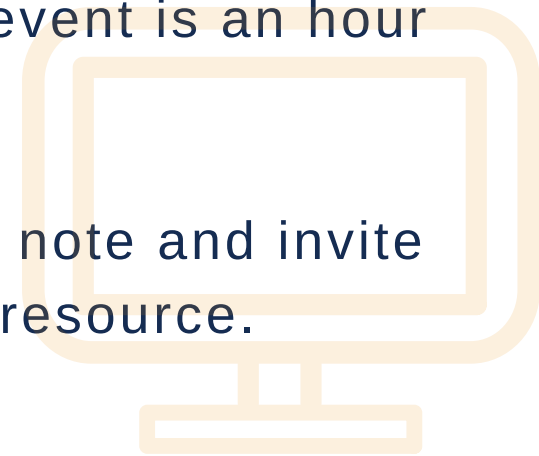 event is an hour
note and invite
resource.